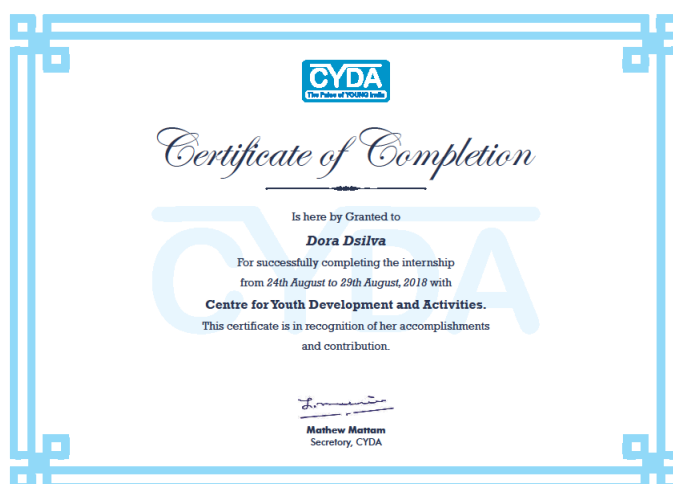 CYDA
The Pulse of YOUNG India
Certificate of Completion
Is here by Granted to
Dora Dsilva
For successfully completing the internship
from 24th August to 29th August, 2018 with
Centre for Youth Development and Activities.
This certificate is in recognition of her accomplishments
and contribution.
Mathew Mattam
Secretary, CYDA
CYDA